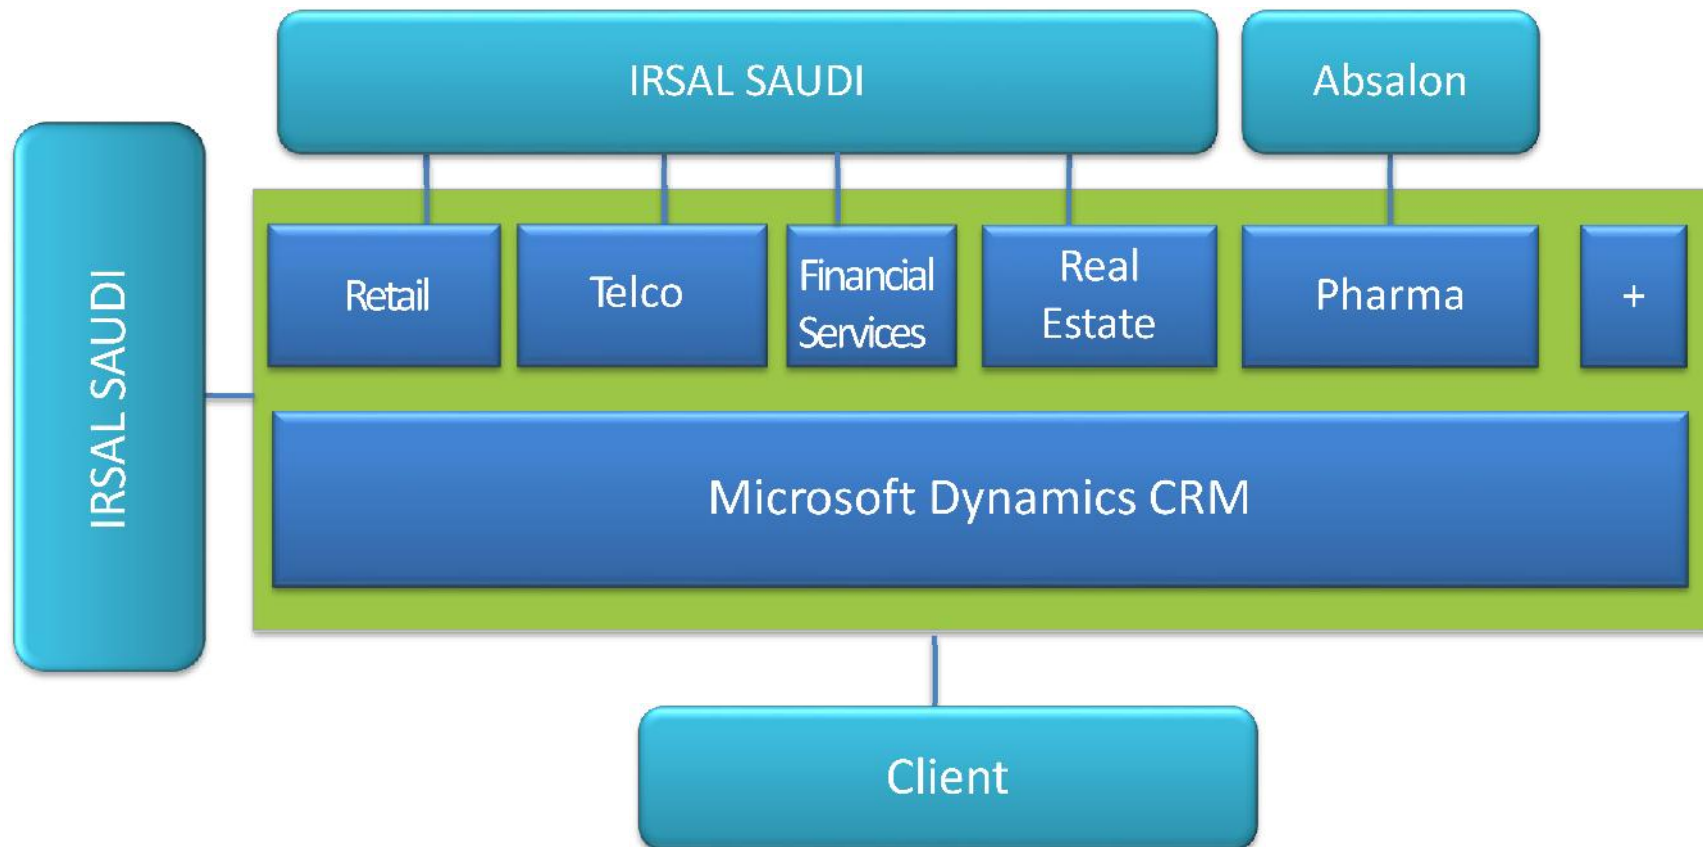 IRSAL SAUDI
Absalon
IRSAL SAUDI
Retail
Telco
Financial
Services
Real
Estate
Pharma
+
Microsoft Dynamics CRM
Client